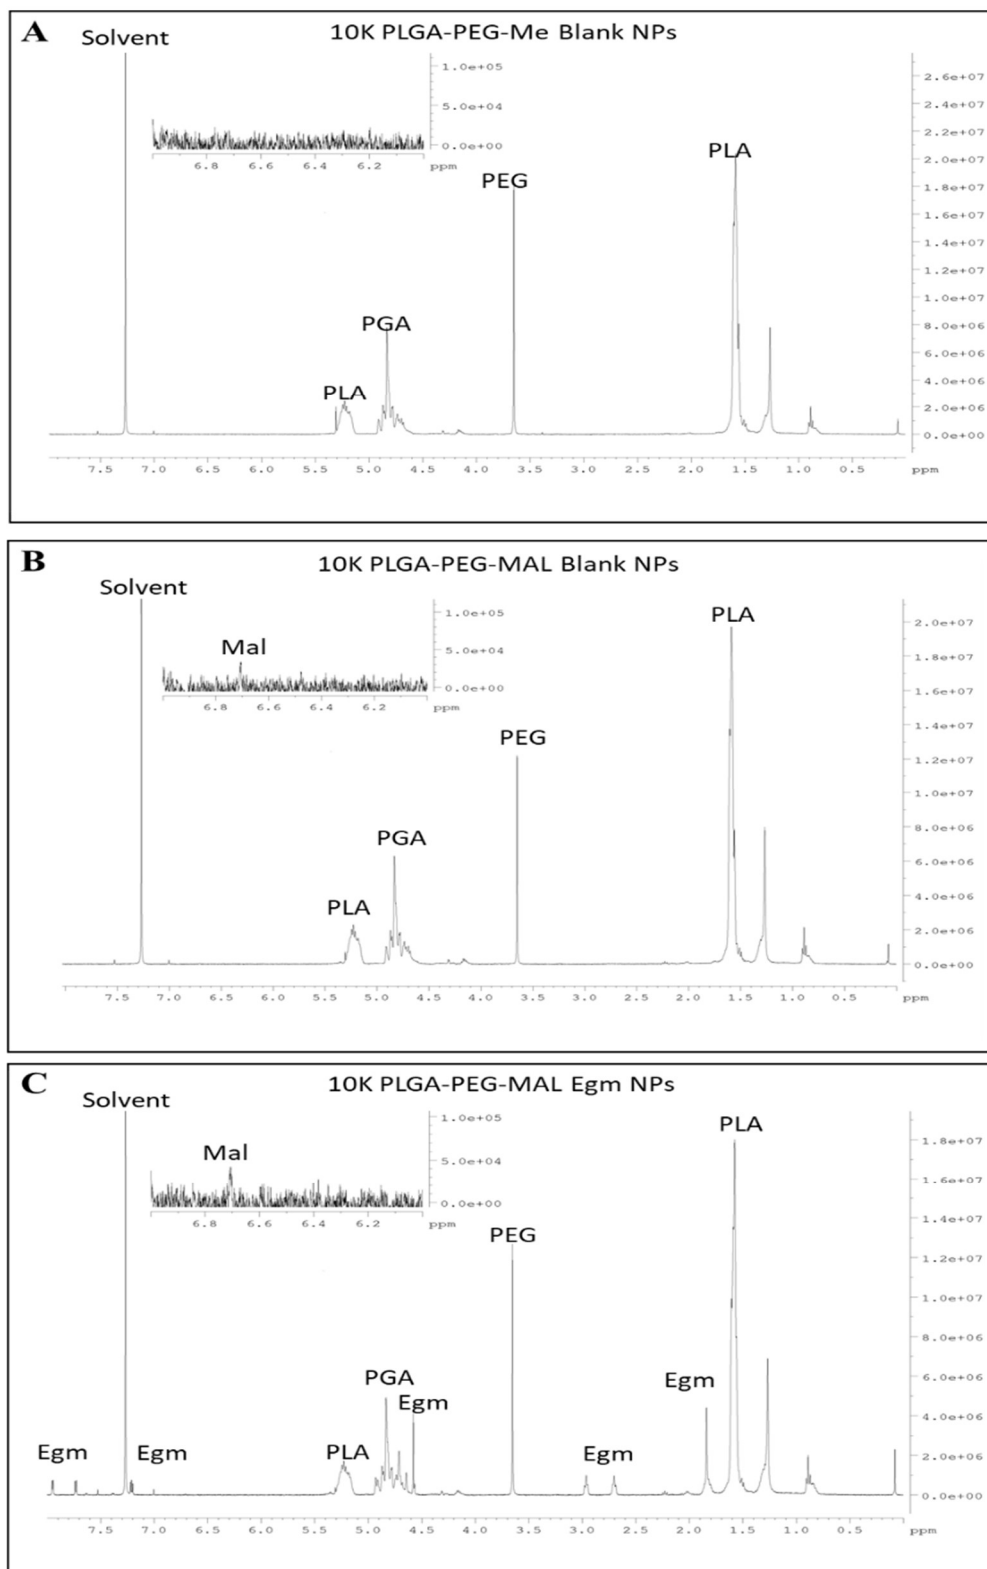 A
10K PLGA-PEG-Me Blank NPs
Solvent
1.0e+05
5.0e+04
0.0e+00
6.8 6.6 6.4 6.2 ppm
PEG
PLA
PGA
PLA
2.6e+07
2.4e+07
2.2e+07
2.0e+07
1.8e+07
1.6e+07
1.4e+07
1.2e+07
1.0e+07
8.0e+06
6.0e+06
4.0e+06
2.0e+06
0.0e+00
7.5 7.0 6.5 6.0 5.5 5.0 4.5 4.0 3.5 3.0 2.5 2.0 1.5 1.0 0.5 ppm
B
10K PLGA-PEG-MAL Blank NPs
Solvent
Mal
1.0e+05
5.0e+04
0.0e+00
6.8 6.6 6.4 6.2 ppm
PLA
PEG
PGA
PLA
2.0e+07
1.8e+07
1.6e+07
1.4e+07
1.2e+07
1.0e+07
8.0e+06
6.0e+06
4.0e+06
2.0e+06
0.0e+00
7.5 7.0 6.5 6.0 5.5 5.0 4.5 4.0 3.5 3.0 2.5 2.0 1.5 1.0 0.5 ppm
C
10K PLGA-PEG-MAL Egm NPs
Solvent
Mal
1.0e+05
5.0e+04
0.0e+00
6.8 6.6 6.4 6.2 ppm
PLA
PEG
PGA
Egm
Egm
Egm
Egm
PLA
Egm
1.8e+07
1.6e+07
1.4e+07
1.2e+07
1.0e+07
8.0e+06
6.0e+06
4.0e+06
2.0e+06
0.0e+00
7.5 7.0 6.5 6.0 5.5 5.0 4.5 4.0 3.5 3.0 2.5 2.0 1.5 1.0 0.5 ppm